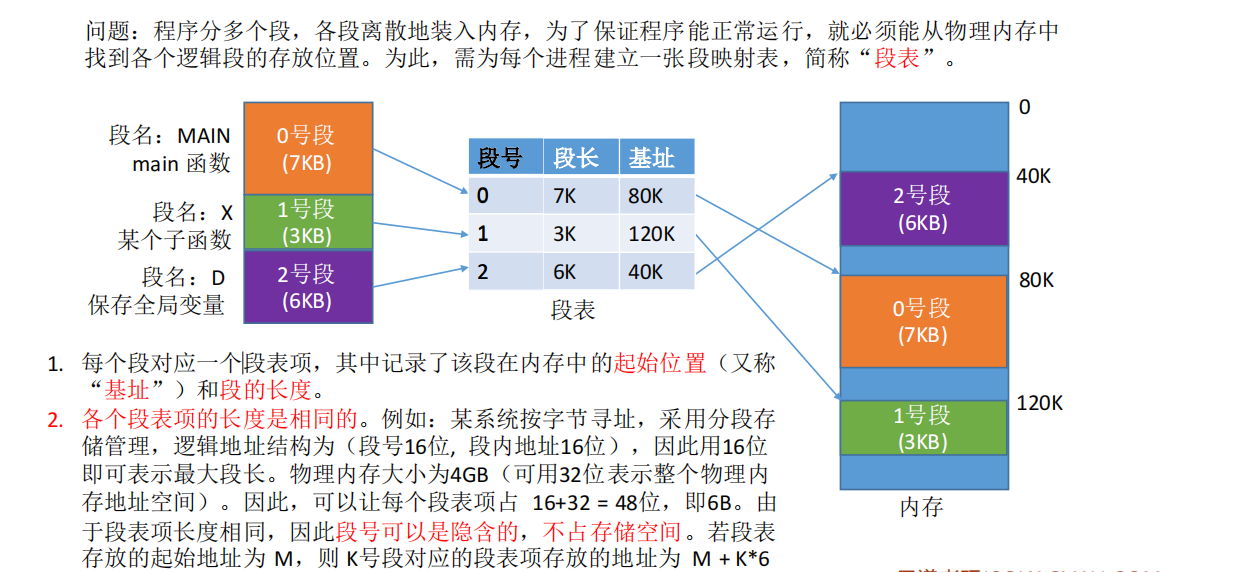 问题：程序分多个段，各段离散地装入内存，为了保证程序能正常运行，就必须能从物理内存中
找到各个逻辑段的存放位置。为此，需为每个进程建立一张段映射表，简称“段表”。
段名：MAIN
main 函数
段名：X
某个子函数
段名：D
保存全局变量
0号段
(7KB)
1号段
(3KB)
2号段
(6KB)
段号 段长 基址
0 7K 80K
1 3K 120K
2 6K 40K
段表
0
40K
2号段
(6KB)
80K
0号段
(7KB)
120K
1号段
(3KB)
内存
1. 每个段对应一个段表项，其中记录了该段在内存中的起始位置（又称
“基址”）和段的长度。
2. 各个段表项的长度是相同的。例如：某系统按字节寻址，采用分段存
储管理，逻辑地址结构为（段号16位, 段内地址16位），因此用16位
即可表示最大段长。物理内存大小为4GB（可用32位表示整个物理内
存地址空间）。因此，可以让每个段表项占 16+32 = 48位，即6B。由
于段表项长度相同，因此段号可以是隐含的，不占存储空间。若段表
存放的起始地址为 M，则 K号段对应的段表项存放的地址为 M + K*6